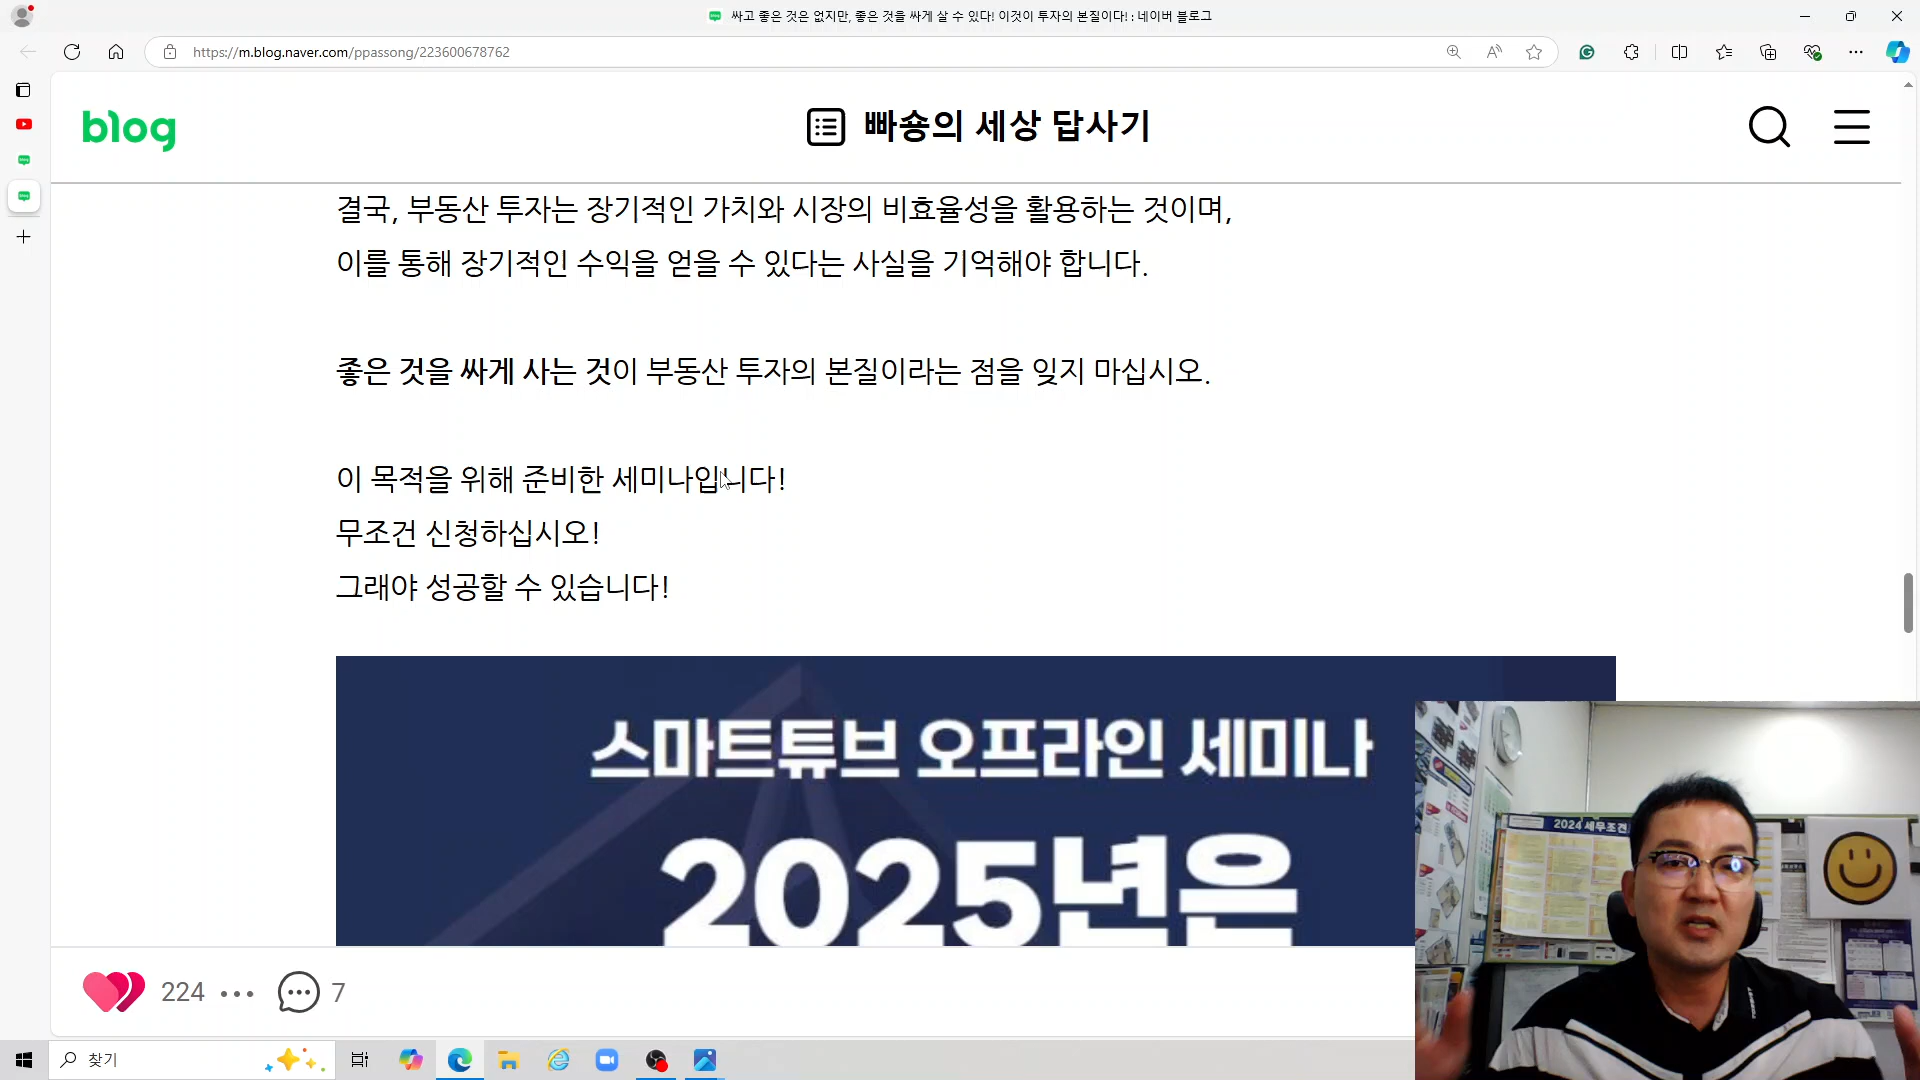 싸고 좋은 것은 없지만, 좋은 것을 싸게 살 수 있다! 이것이 투자의 본질이다! : 네이버 블로그
https://m.blog.naver.com/ppassong/223600678762
blog
빠숑의 세상 답사기
결국, 부동산 투자는 장기적인 가치와 시장의 비효율성을 활용하는 것이며,
이를 통해 장기적인 수익을 얻을 수 있다는 사실을 기억해야 합니다.
좋은 것을 싸게 사는 것이 부동산 투자의 본질이라는 점을 잊지 마십시오.
이 목적을 위해 준비한 세미나입니다!
무조건 신청하십시오!
그래야 성공할 수 있습니다!
스마트튜브 오프라인 세미나
2025년은
2024 세무조견
224
7
찾기